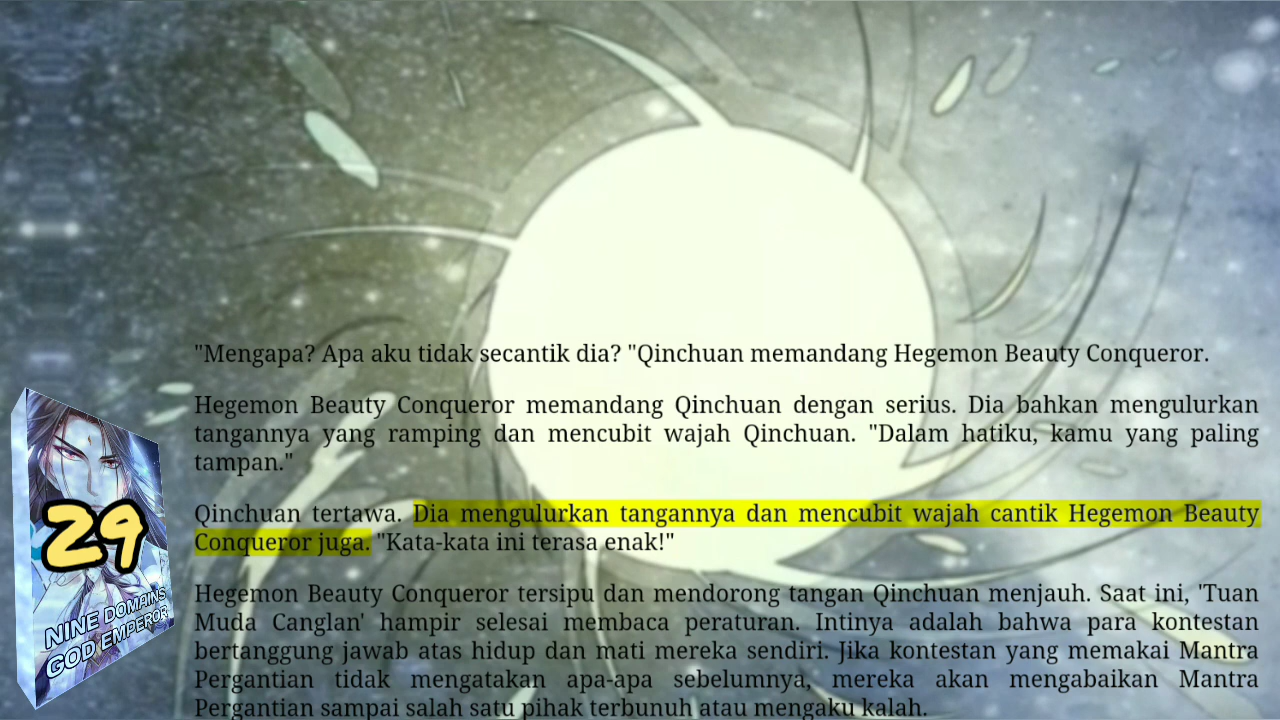 "Mengapa? Apa aku tidak secantik dia? "Qinchuan memandang Hegemon Beauty Conqueror.
Hegemon Beauty Conqueror memandang Qinchuan dengan serius. Dia bahkan mengulurkan
tangannya yang ramping dan mencubit wajah Qinchuan. "Dalam hatiku, kamu yang paling
tampan."
Qinchuan tertawa. Dia mengulurkan tangannya dan mencubit wajah cantik Hegemon Beauty
Conqueror juga. "Kata-kata ini terasa enak!"
Hegemon Beauty Conqueror tersipu dan mendorong tangan Qinchuan menjauh. Saat ini, 'Tuan
Muda Canglan' hampir selesai membaca peraturan. Intinya adalah bahwa para kontestan
bertanggung jawab atas hidup dan mati mereka sendiri. Jika kontestan yang memakai Mantra
Pergantian tidak mengatakan apa-apa sebelumnya, mereka akan mengabaikan Mantra
Pergantian sampai salah satu pihak terbunuh atau mengaku kalah.
29
NINE DOMAINS
GOD EMPEROR